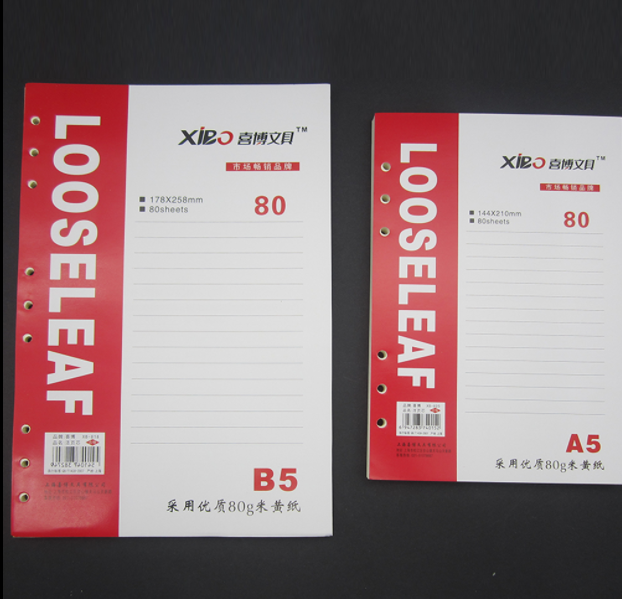 LOOSELEAF
XiBO 喜博文具™
市场畅销品牌
178X258mm
80sheets
80
B5
采用优质80g米黄纸
LOOSELEAF
XiBO 喜博文具™
市场畅销品牌
144X210mm
80sheets
80
A5
采用优质80g米黄纸